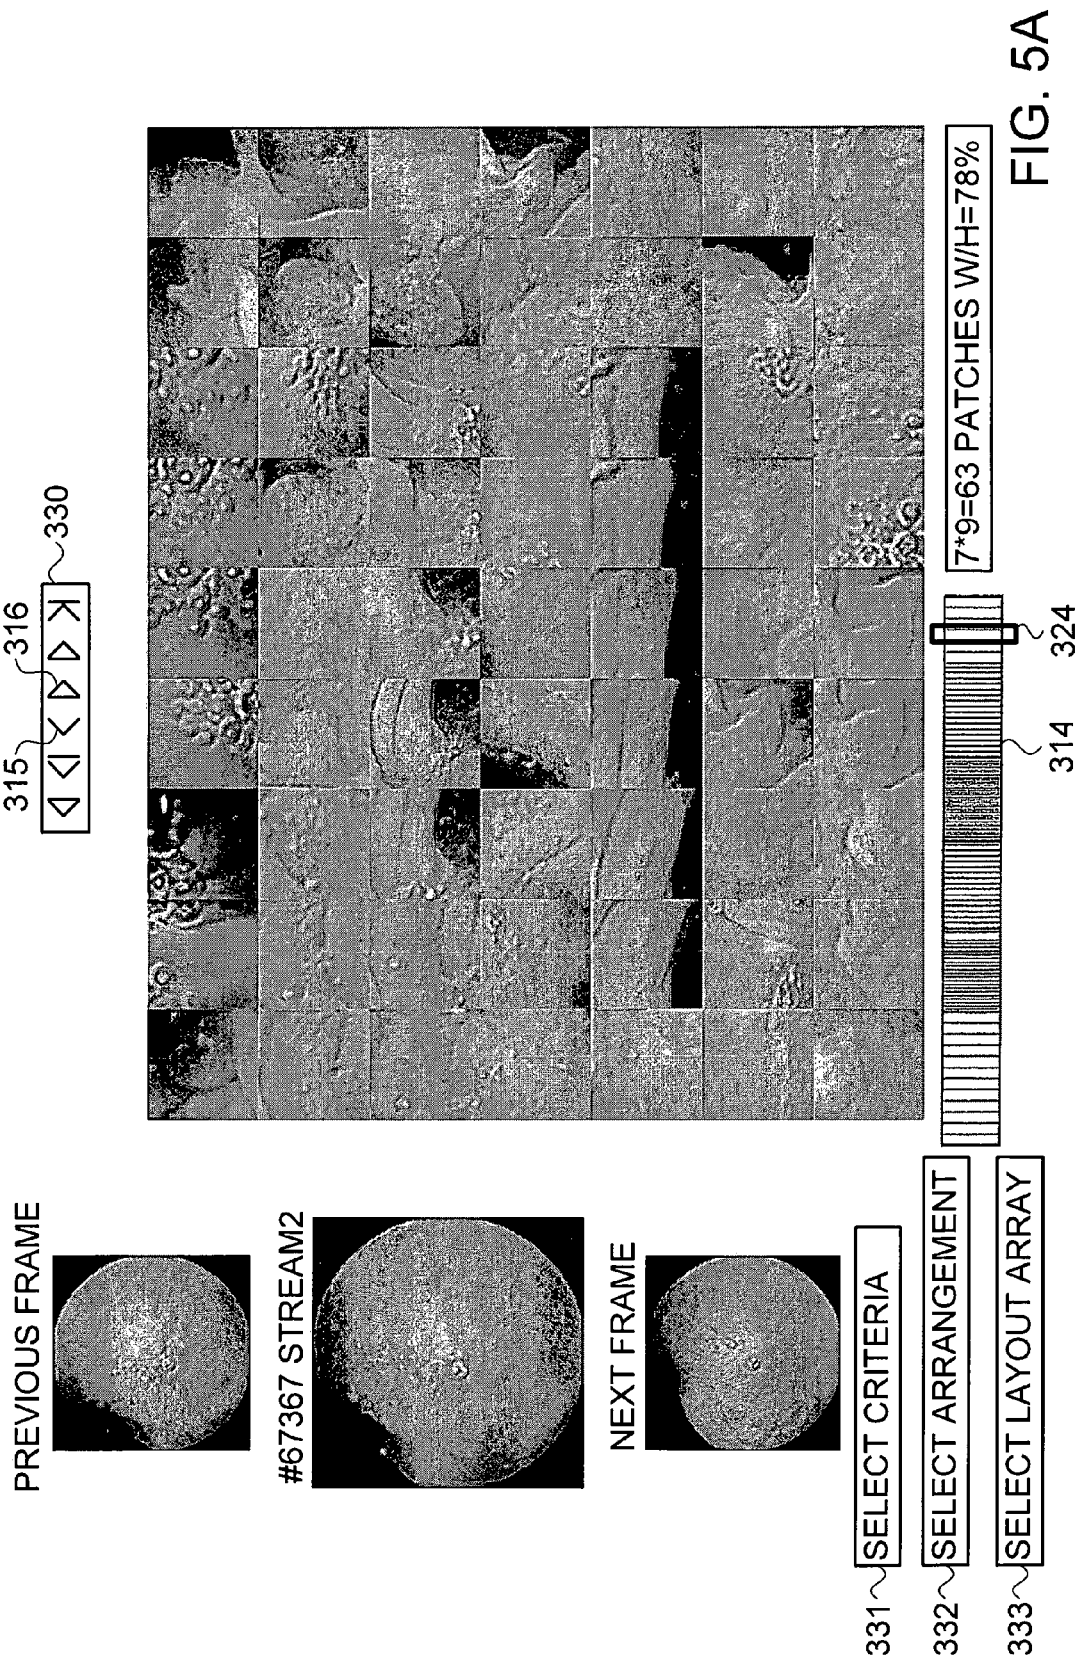 315
316
330
PREVIOUS FRAME
#67367 STREAM2
NEXT FRAME
331 SELECT CRITERIA
332 SELECT ARRANGEMENT
333 SELECT LAYOUT ARRAY
7*9=63 PATCHES W/H=78%
314
324
FIG. 5A